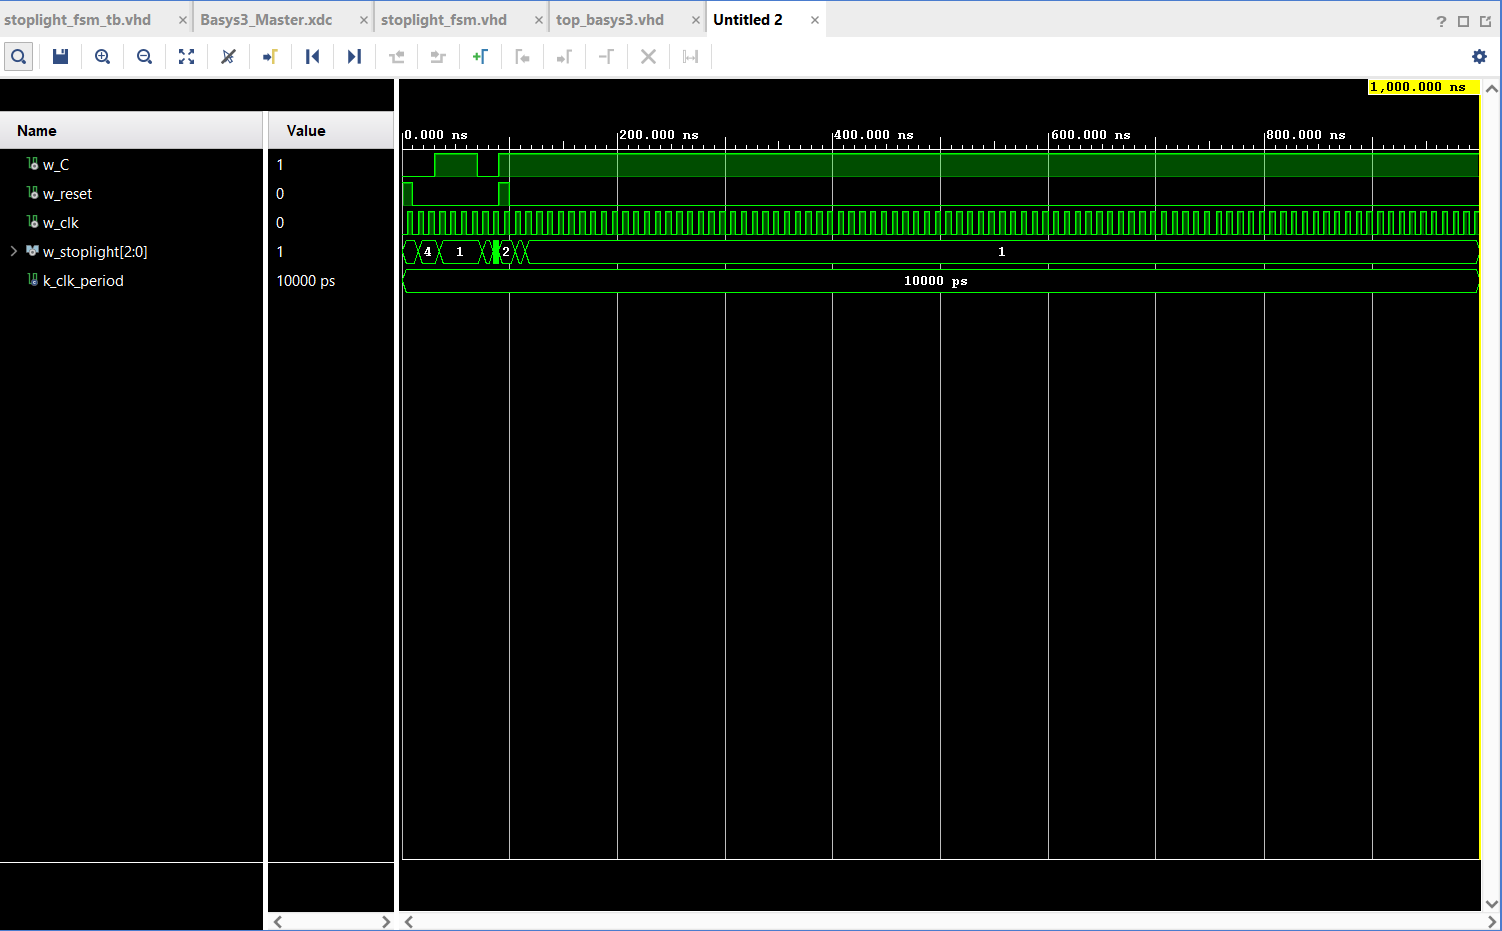 stoplight_fsm_tb.vhd × Basys3_Master.xdc × stoplight_fsm.vhd × top_basys3.vhd × Untitled 2 ×
?
1,000.000 ns
Name Value
0.000 ns 200.000 ns 400.000 ns 600.000 ns 800.000 ns
w_C 1
w_reset 0
w_clk 0
w_stoplight[2:0] 1 4 1 2 1
k_clk_period 10000 ps 10000 ps